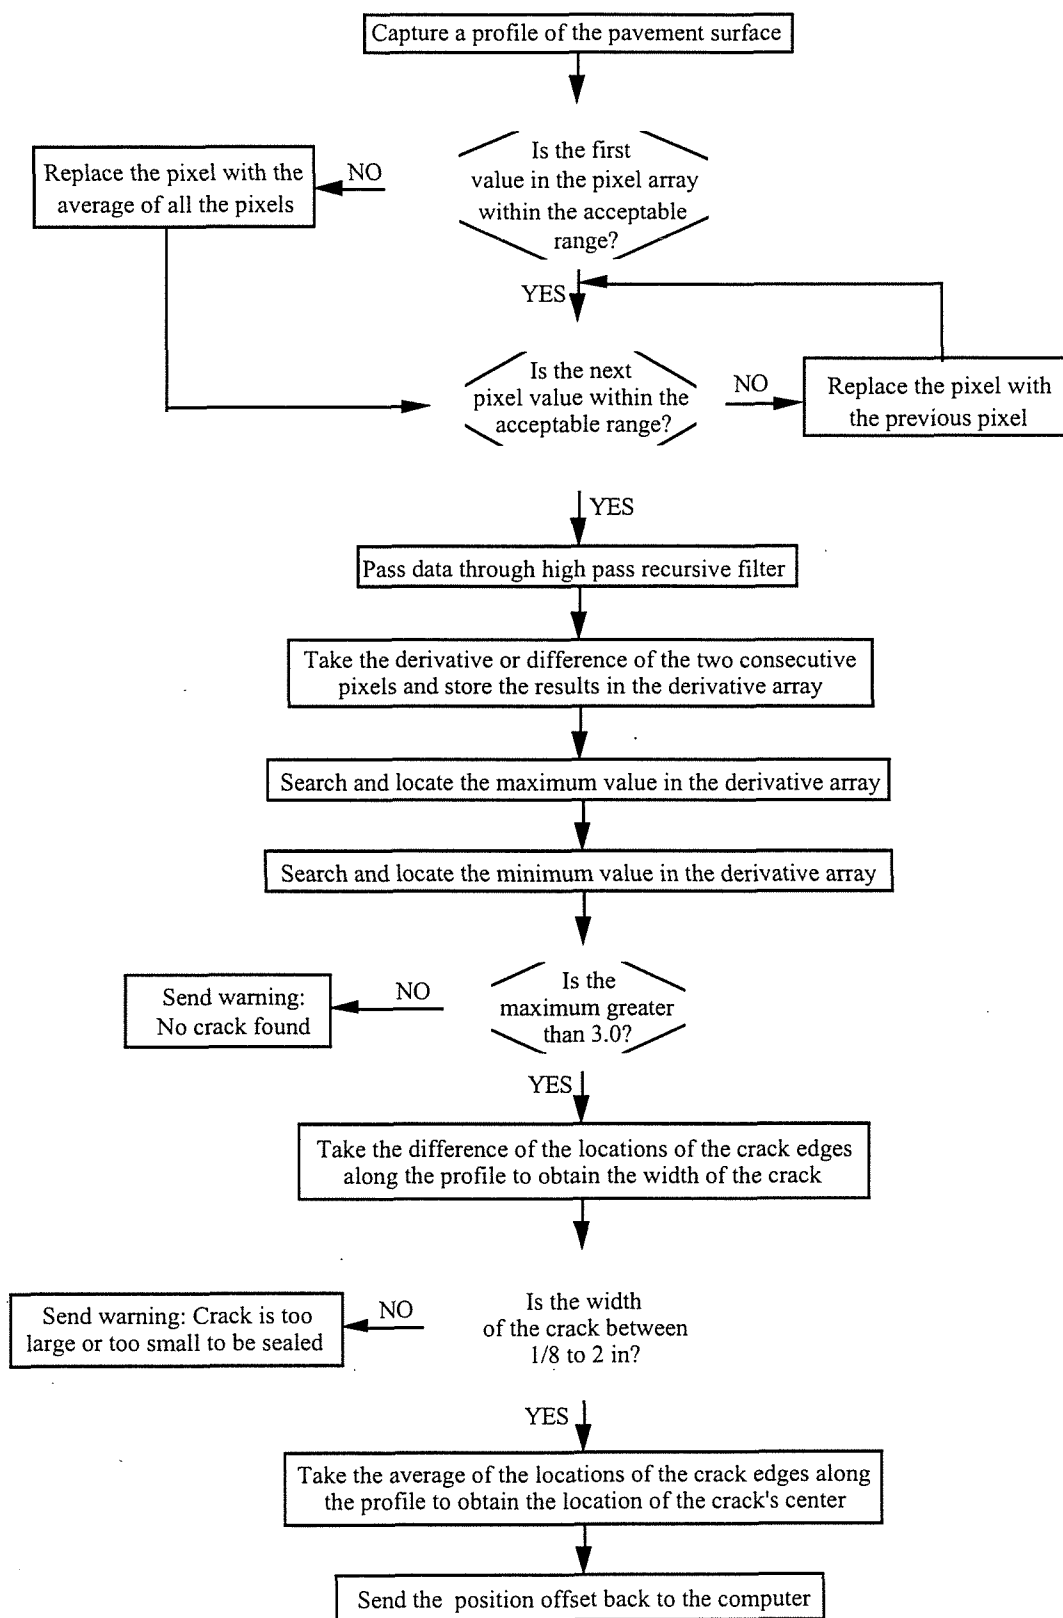 Capture a profile of the pavement surface
Is the first
value in the pixel array
within the acceptable
range?
NO
Replace the pixel with the
average of all the pixels
YES
Is the next
pixel value within the
acceptable range?
NO
Replace the pixel with
the previous pixel
YES
Pass data through high pass recursive filter
Take the derivative or difference of the two consecutive
pixels and store the results in the derivative array
Search and locate the maximum value in the derivative array
Search and locate the minimum value in the derivative array
Is the
maximum greater
than 3.0?
NO
Send warning:
No crack found
YES
Take the difference of the locations of the crack edges
along the profile to obtain the width of the crack
Is the width
of the crack between
1/8 to 2 in?
NO
Send warning: Crack is too
large or too small to be sealed
YES
Take the average of the locations of the crack edges along
the profile to obtain the location of the crack's center
Send the position offset back to the computer